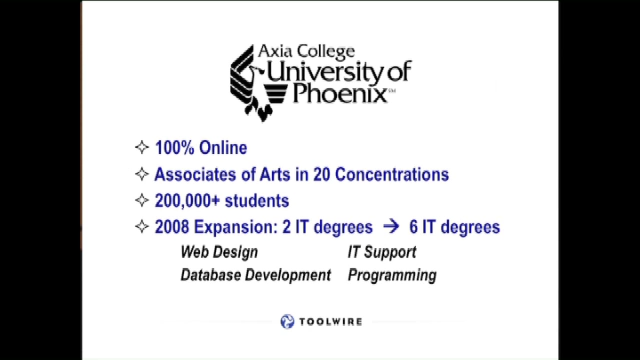 Axia College
University of
Phoenix™
100% Online
Associates of Arts in 20 Concentrations
200,000+ students
2008 Expansion: 2 IT degrees → 6 IT degrees
Web Design IT Support
Database Development Programming
TOOLWIRE